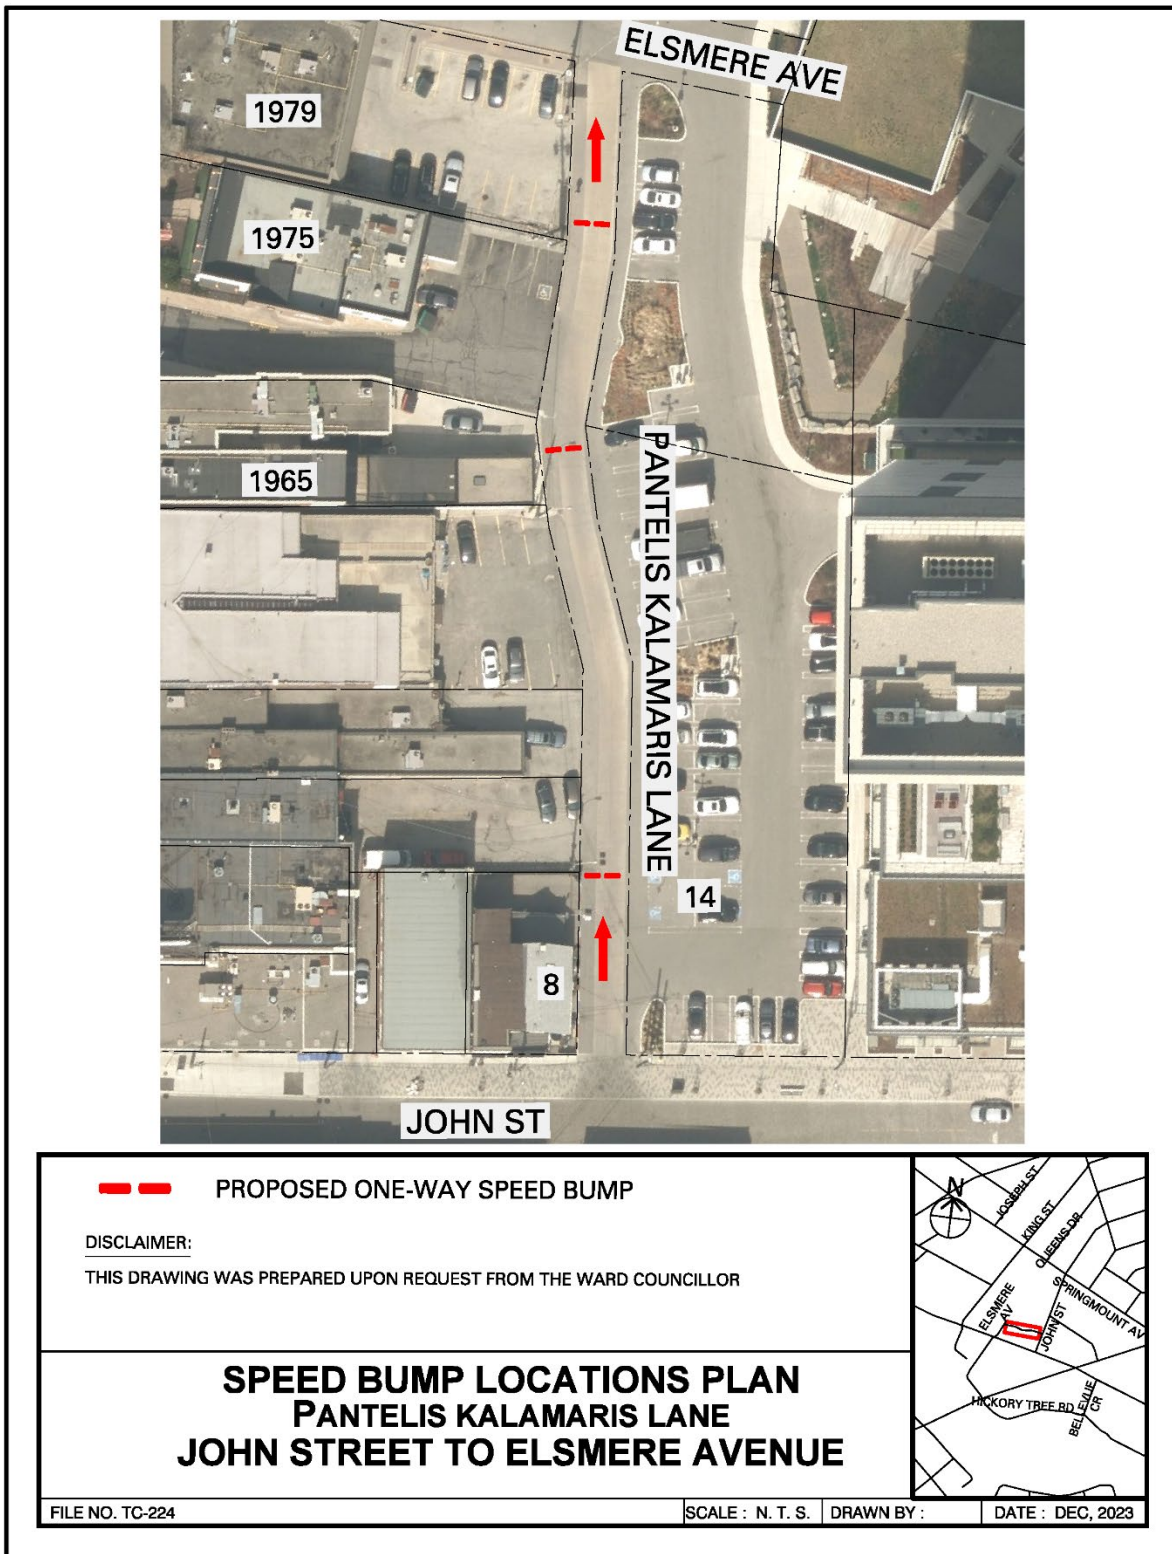 ELSMERE AVE
1979
1975
1965
PANTELIS KALAMARIS LANE
14
8
JOHN ST
PROPOSED ONE-WAY SPEED BUMP
DISCLAIMER:
THIS DRAWING WAS PREPARED UPON REQUEST FROM THE WARD COUNCILLOR
N
JOSEPH ST
KING ST
QUEENS DR
SPRINGMOUNT AV
ELSMERE AV
JOHN ST
HICKORY TREE RD
BELLEVUE CR
SPEED BUMP LOCATIONS PLAN
PANTELIS KALAMARIS LANE
JOHN STREET TO ELSMERE AVENUE
FILE NO. TC-224
SCALE : N. T. S.
DRAWN BY :
DATE : DEC, 2023